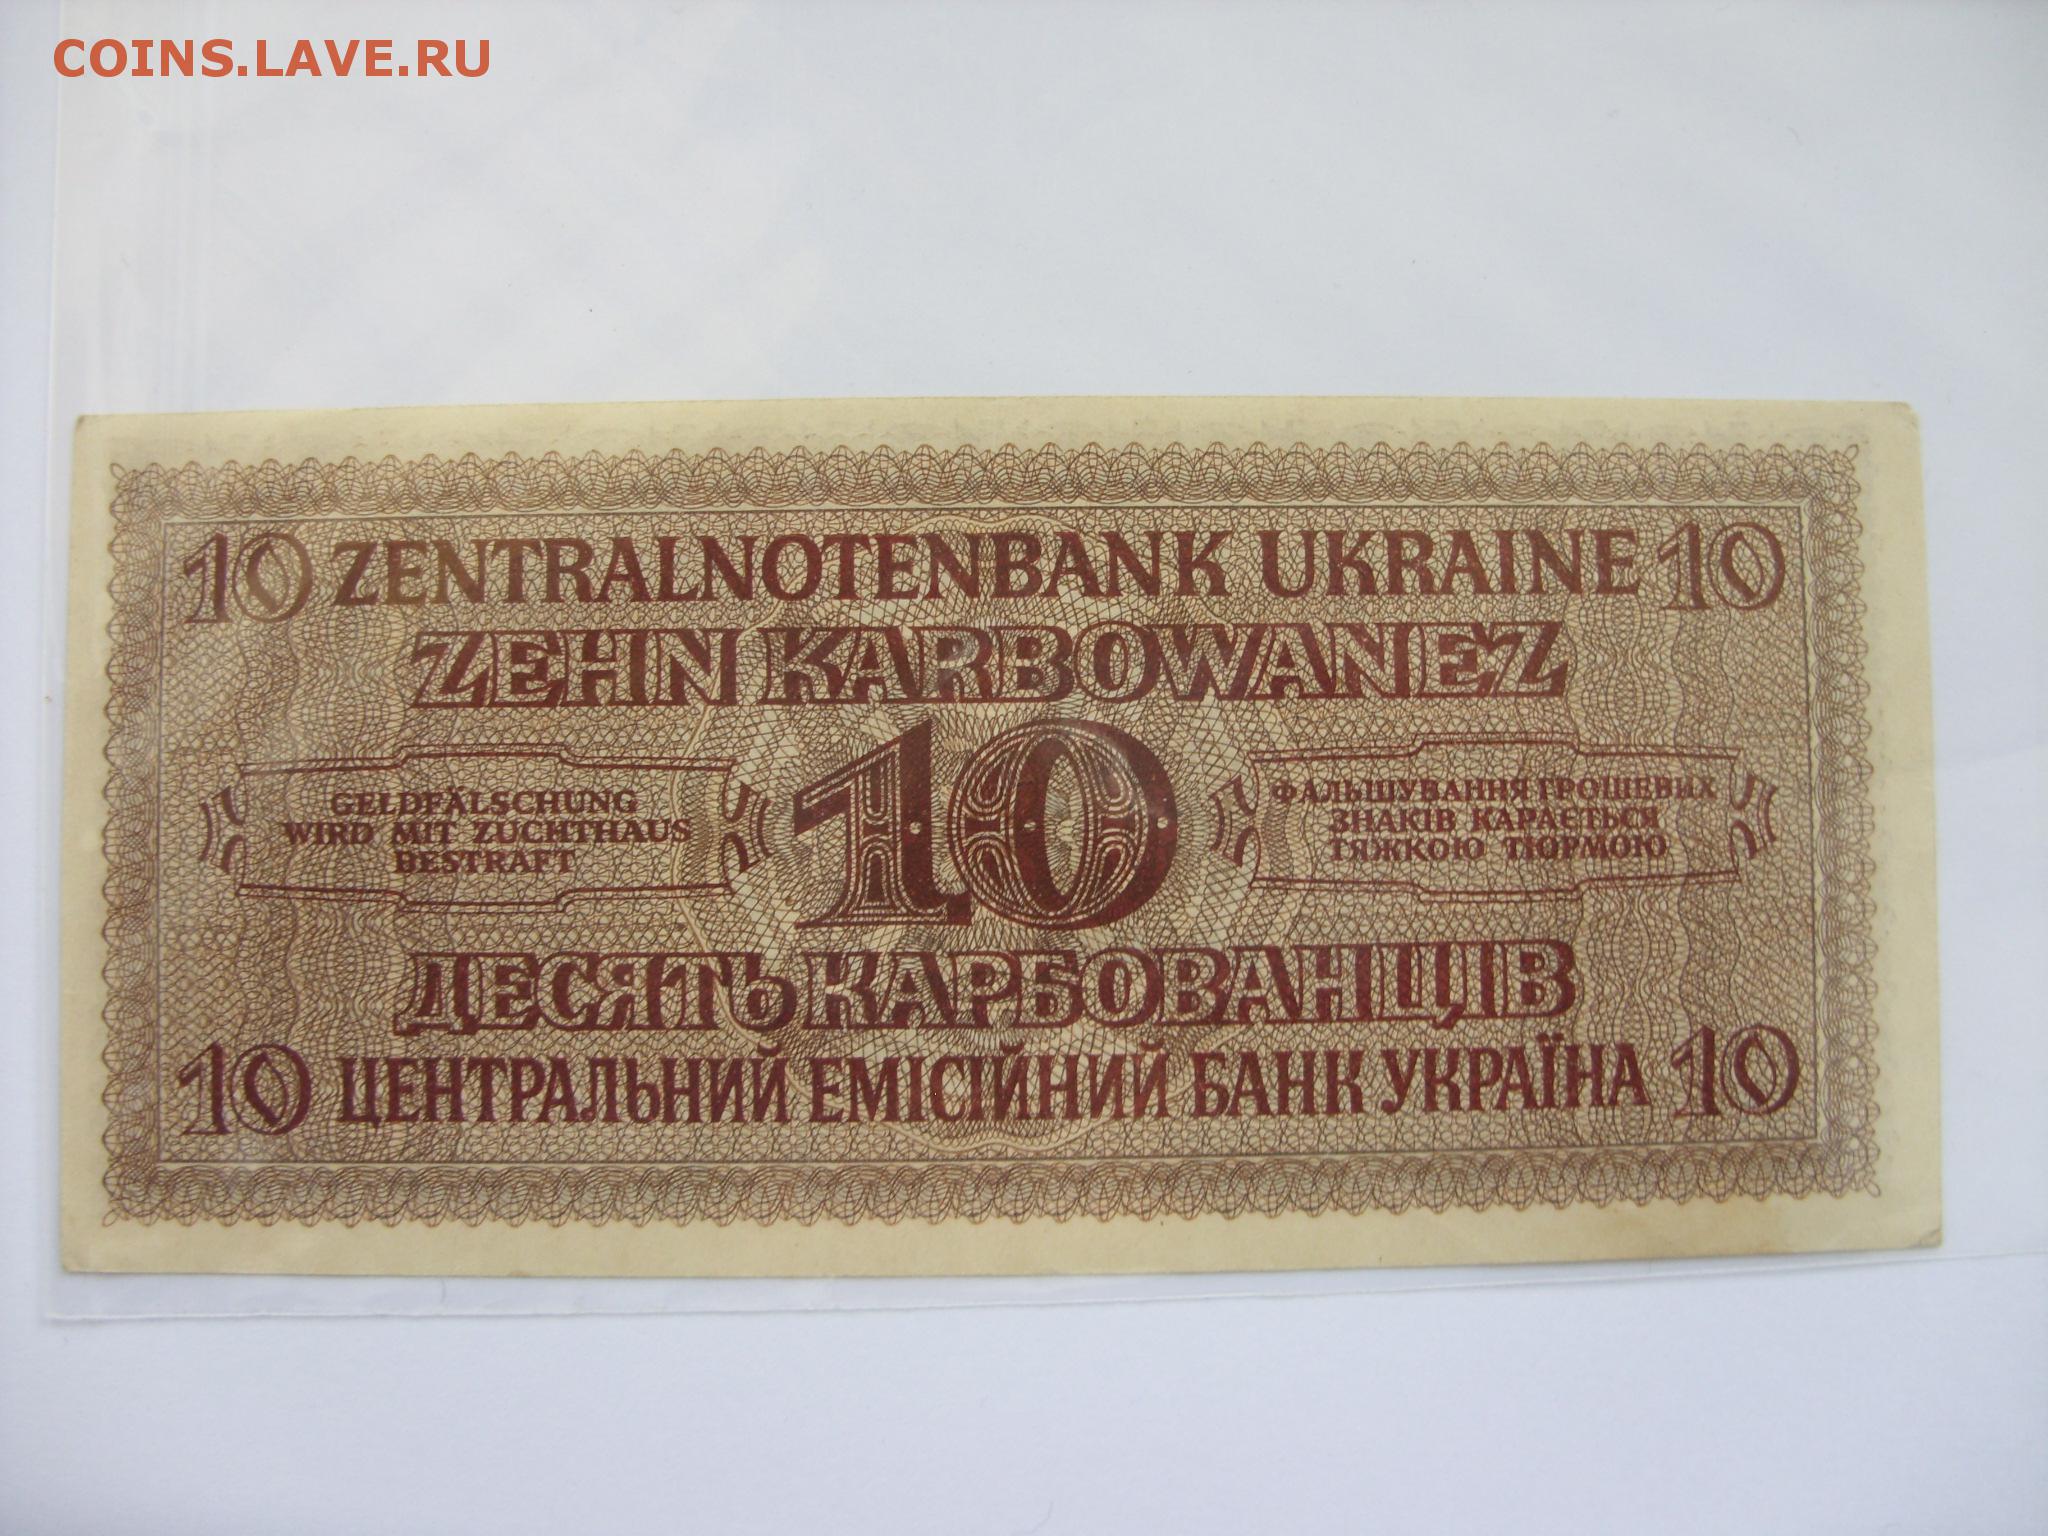 COINS.LAVE.RU
10 ZENTRALNOTENBANK UKRAINE 10
ZEHN KARBOWANEZ
GELDFÄLSCHUNG
WIRD MIT ZUCHTHAUS
BESTRAFT
10
ФАЛЬШУВАННЯ ГРОШЕВИХ
ЗНАКІВ КАРАЄТЬСЯ
ТЯЖКОЮ ТЮРМОЮ
ДЕСЯТЬ КАРБОВАНЦІВ
10 ЦЕНТРАЛЬНИЙ ЕМІСІЙНИЙ БАНК УКРАЇНА 10